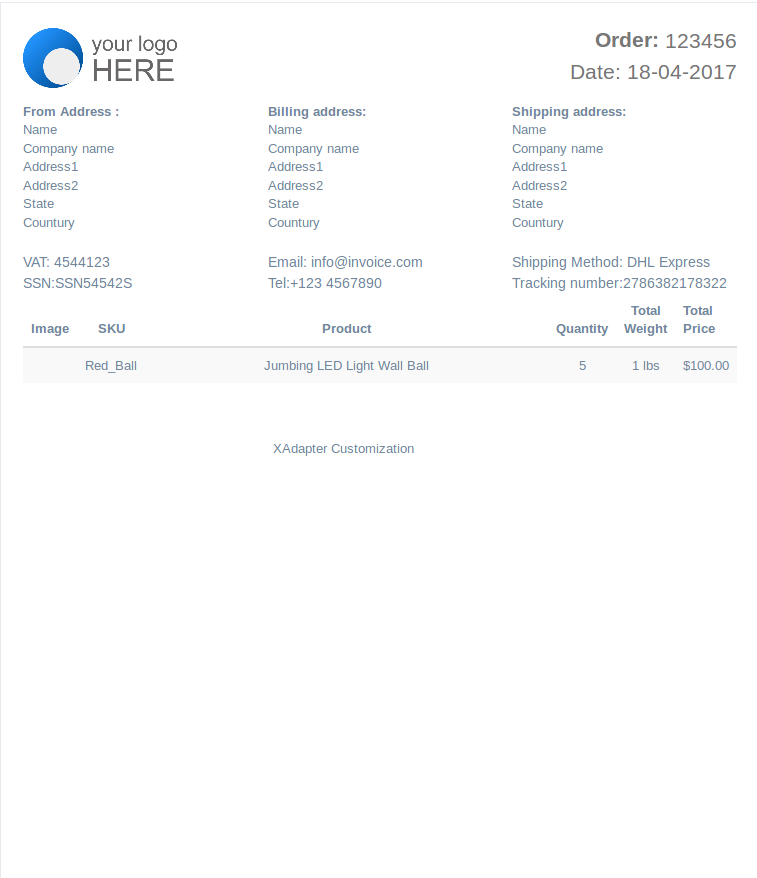 your logo
HERE
Order: 123456
Date: 18-04-2017
From Address :
Name
Company name
Address1
Address2
State
Countury
Billing address:
Name
Company name
Address1
Address2
State
Countury
Shipping address:
Name
Company name
Address1
Address2
State
Countury
VAT: 4544123
SSN:SSN54542S
Email: info@invoice.com
Tel:+123 4567890
Shipping Method: DHL Express
Tracking number:2786382178322
Image SKU Product Quantity Total Weight Total Price
Red_Ball Jumbing LED Light Wall Ball 5 1 lbs $100.00
XAdapter Customization